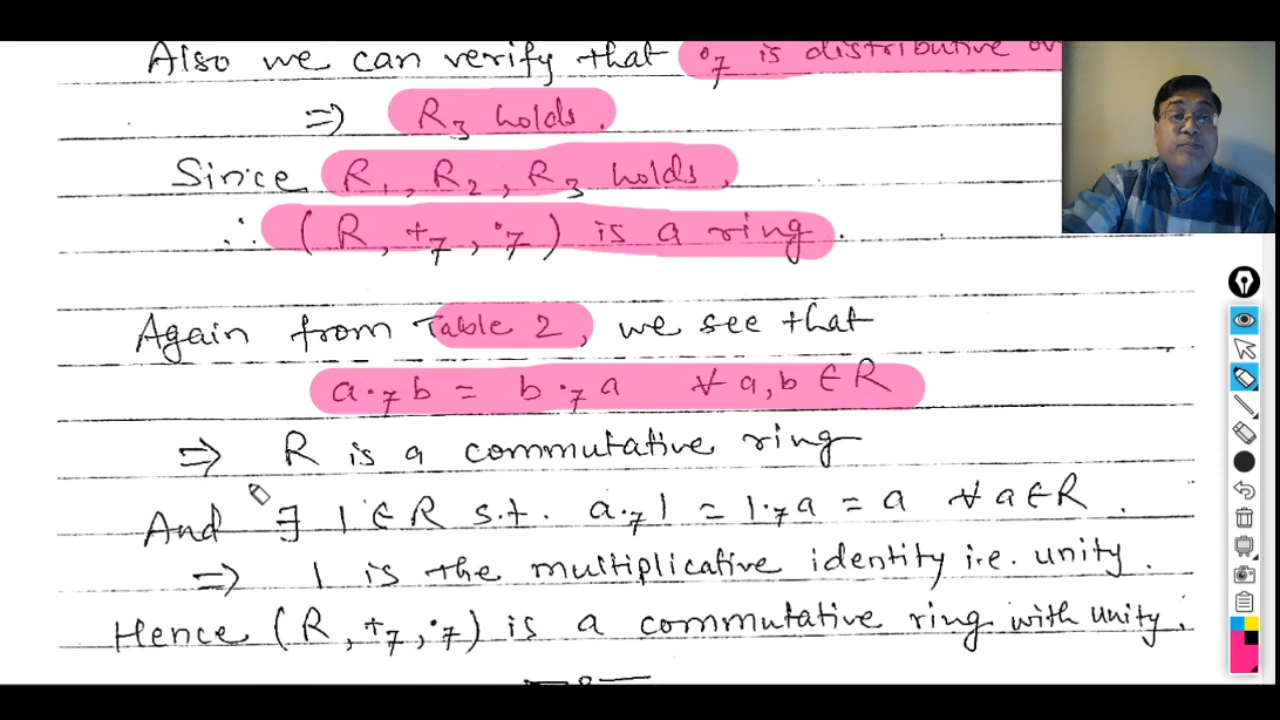 Also we can verify that ·₇ is distributive ov
⇒ R₃ holds.
Since R₁, R₂, R₃ holds,
∴ (R, +₇, ·₇) is a ring.
Again from Table 2, we see that
a ·₇ b = b ·₇ a ∀ a, b ∈ R
⇒ R is a commutative ring
And ∃ 1 ∈ R s.t. a ·₇ 1 = 1 ·₇ a = a ∀ a ∈ R.
⇒ 1 is the multiplicative identity i.e. unity.
Hence (R, +₇, ·₇) is a commutative ring with unity.